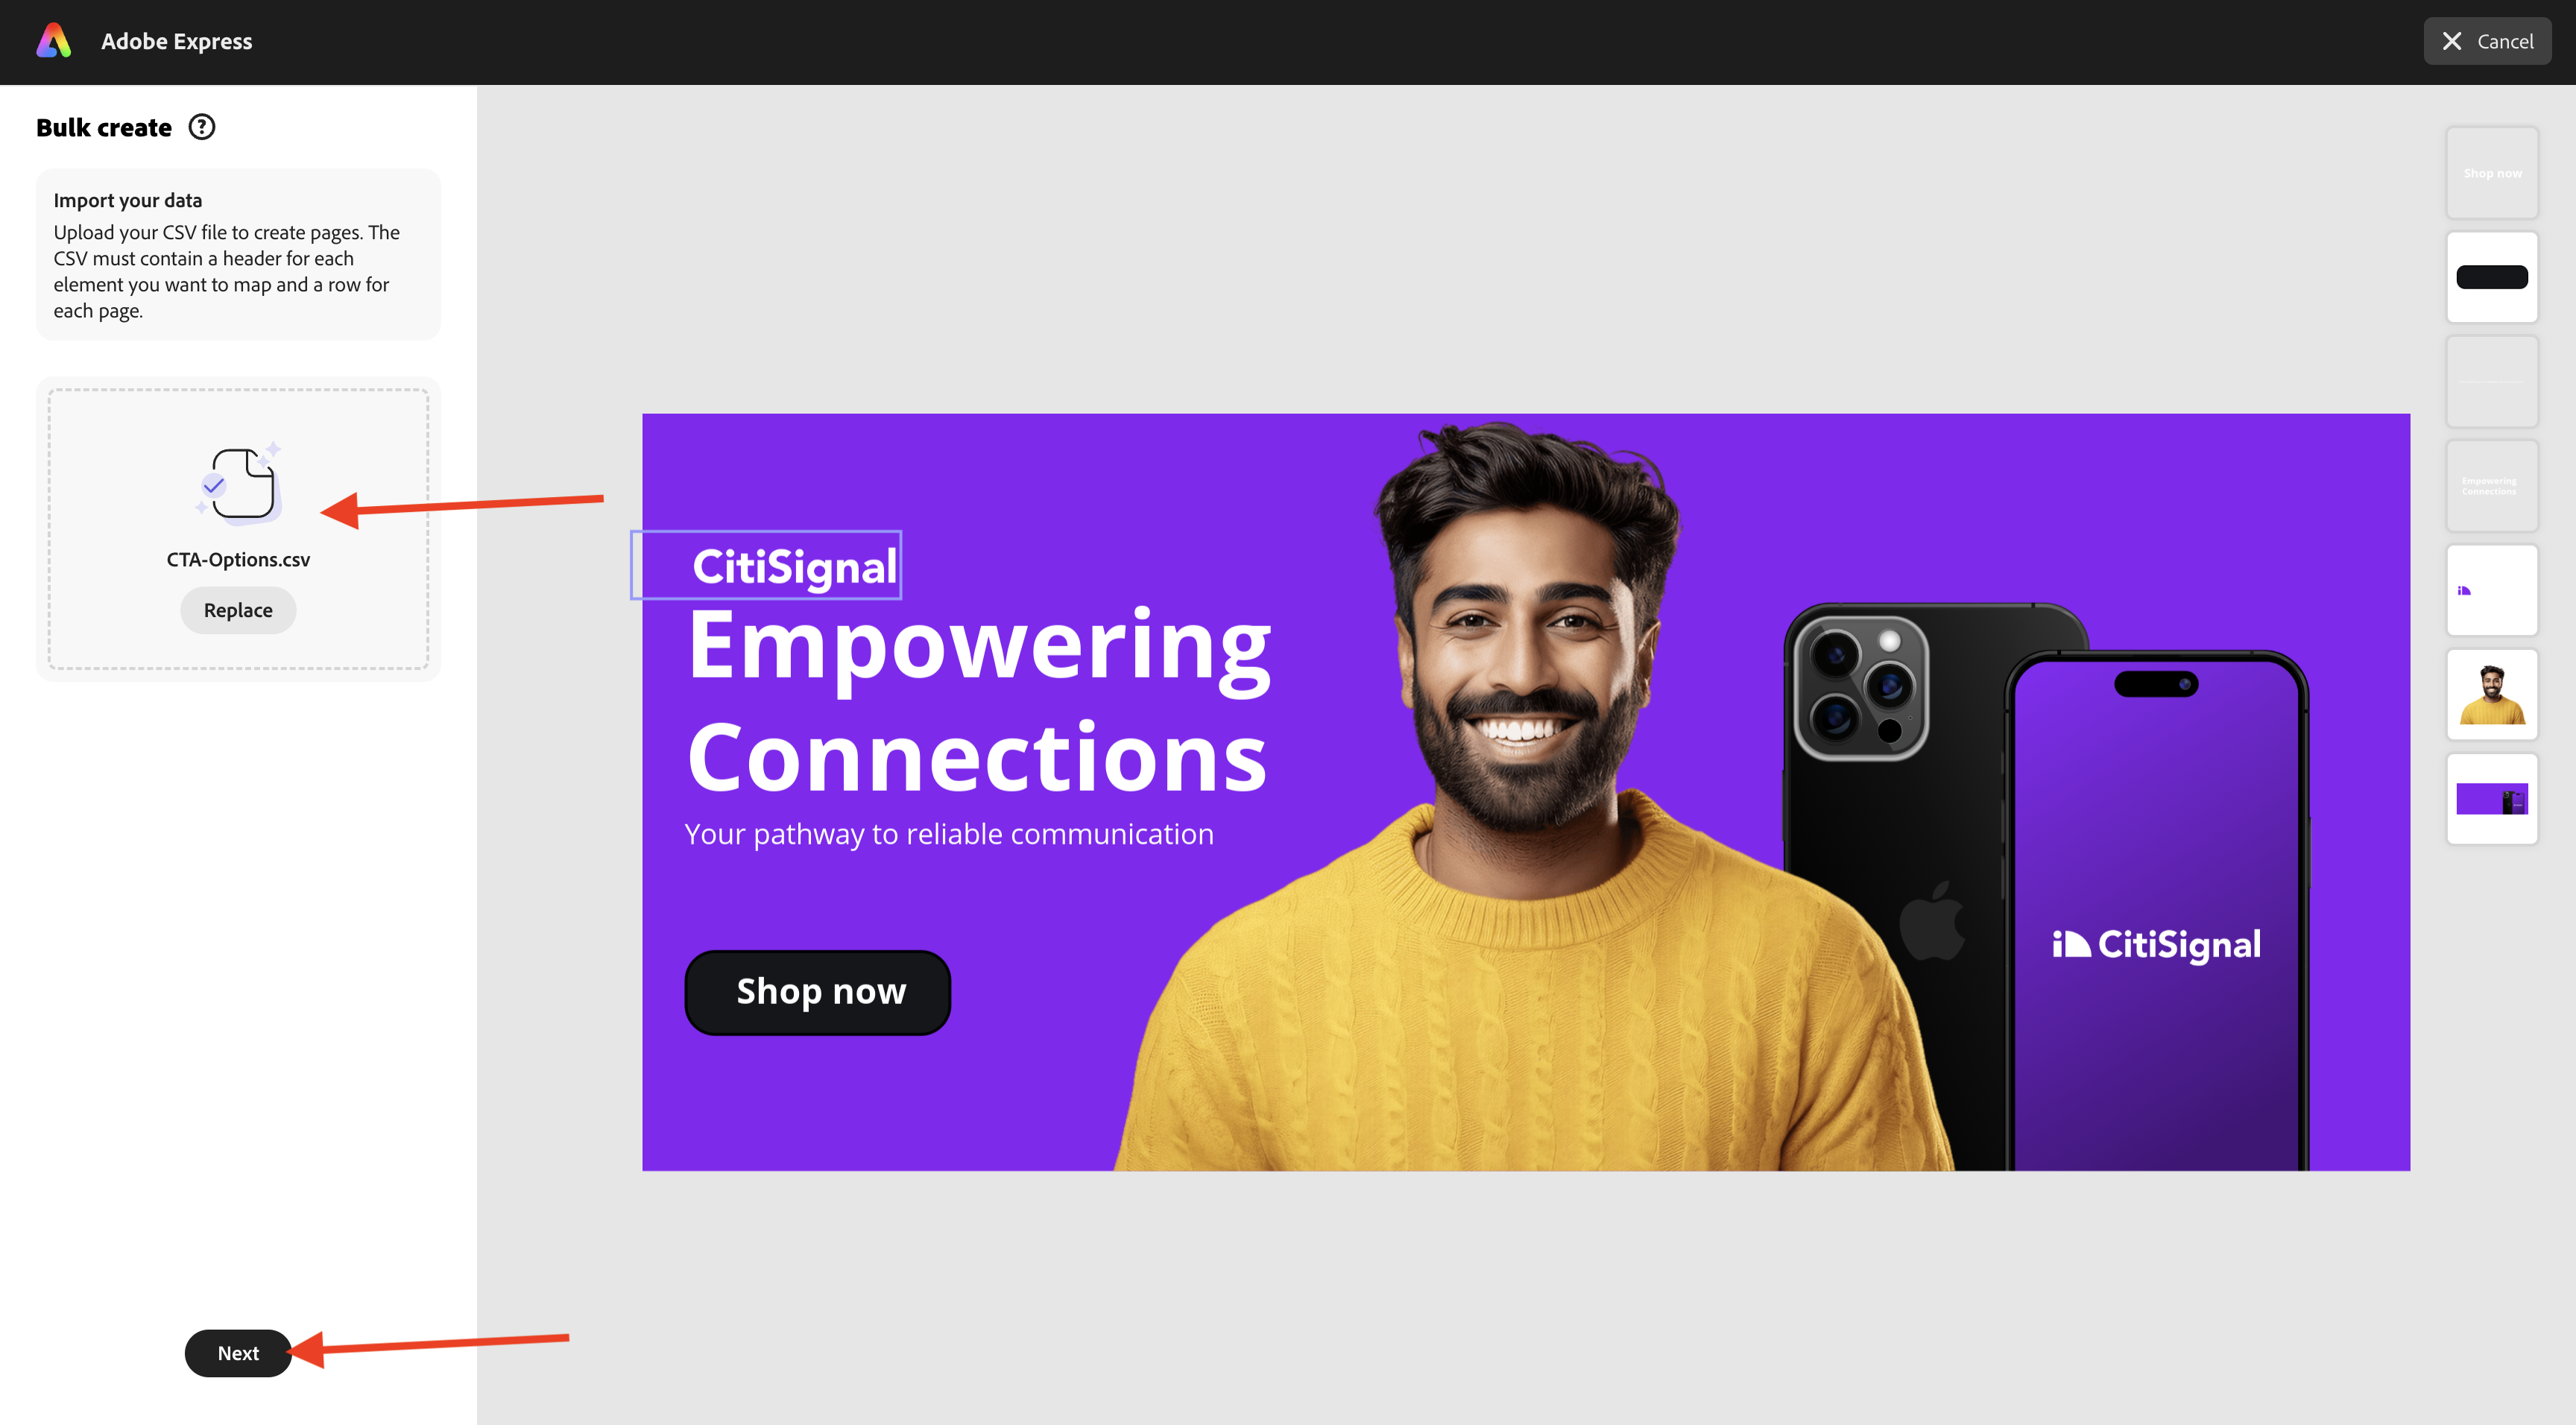 Adobe Express
Cancel
Bulk create
Import your data
Upload your CSV file to create pages. The
CSV must contain a header for each
element you want to map and a row for
each page.
CTA-Options.csv
Replace
Next
CitiSignal
Empowering
Connections
Your pathway to reliable communication
Shop now
CitiSignal
Shop now
Empowering
Connections